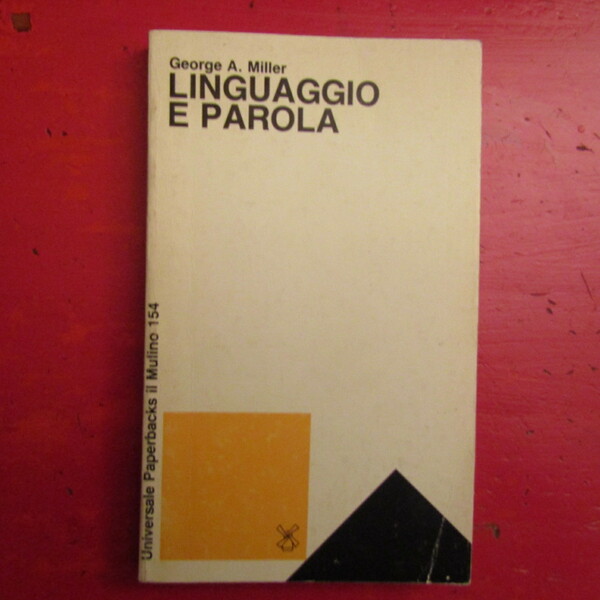 George A. Miller
LINGUAGGIO
E PAROLA
Universale Paperbacks il Mulino 154